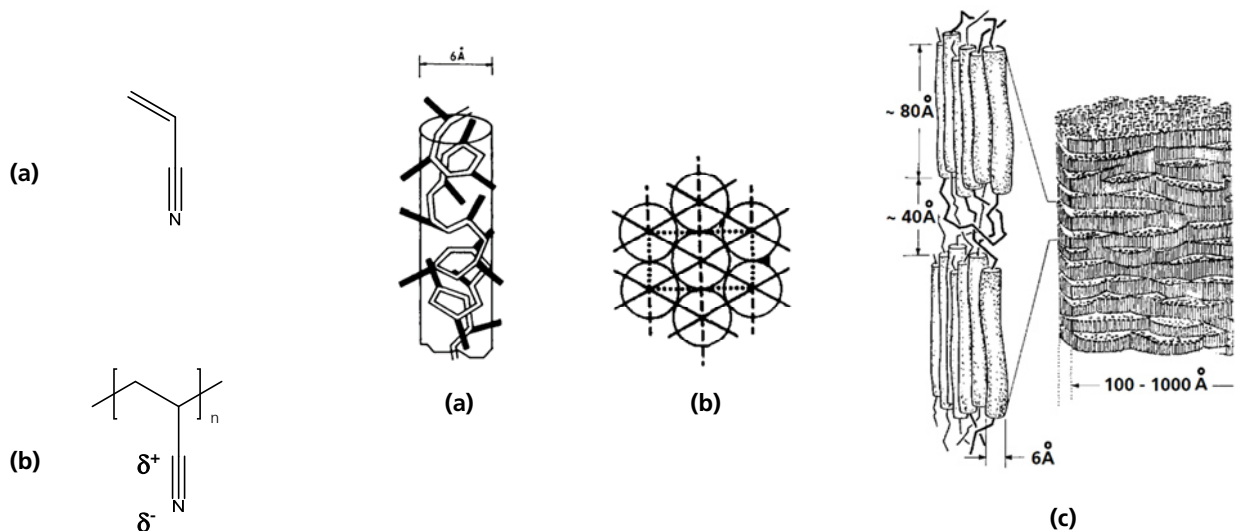 (a)
N
(b)
n
δ+
δ-
N
6Å
(a)
(b)
~ 80Å
~ 40Å
6Å
100 - 1000 Å
(c)